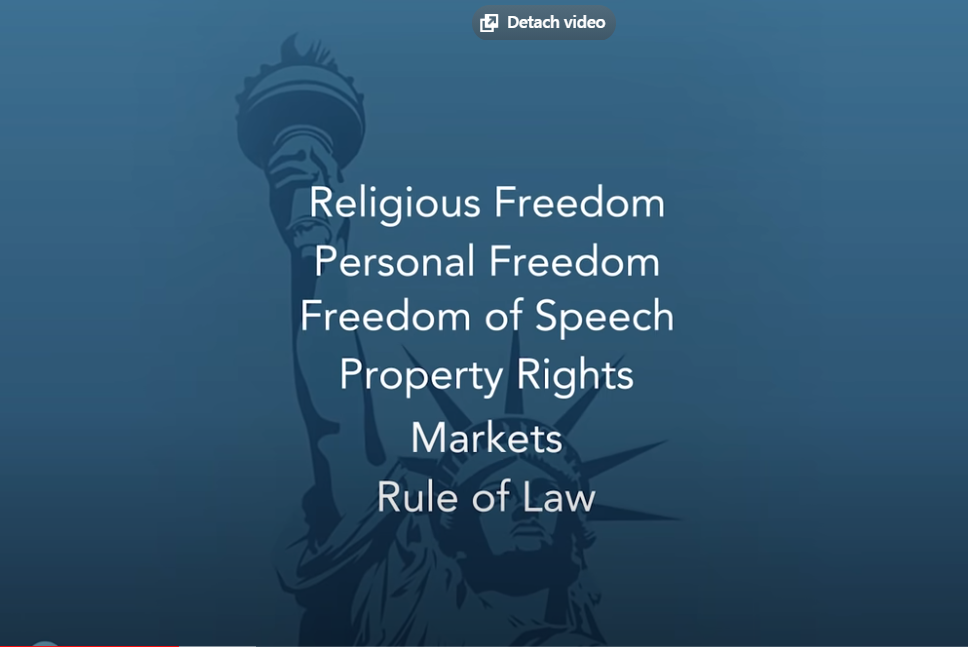 Detach video
Religious Freedom
Personal Freedom
Freedom of Speech
Property Rights
Markets
Rule of Law